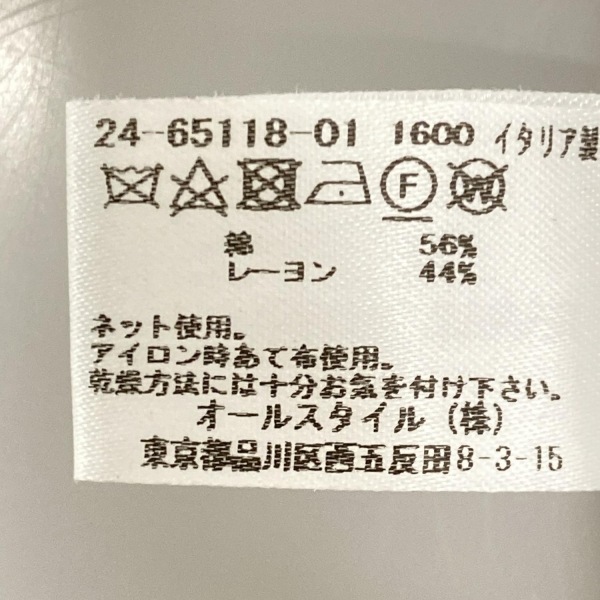 24-65118-01 1600 イタリア製
F W
綿 56%
レーヨン 44%
ネット使用。
アイロン時あて布使用。
乾燥方法には十分お気を付け下さい。
オールスタイル(株)
東京都品川区西五反田8-3-15